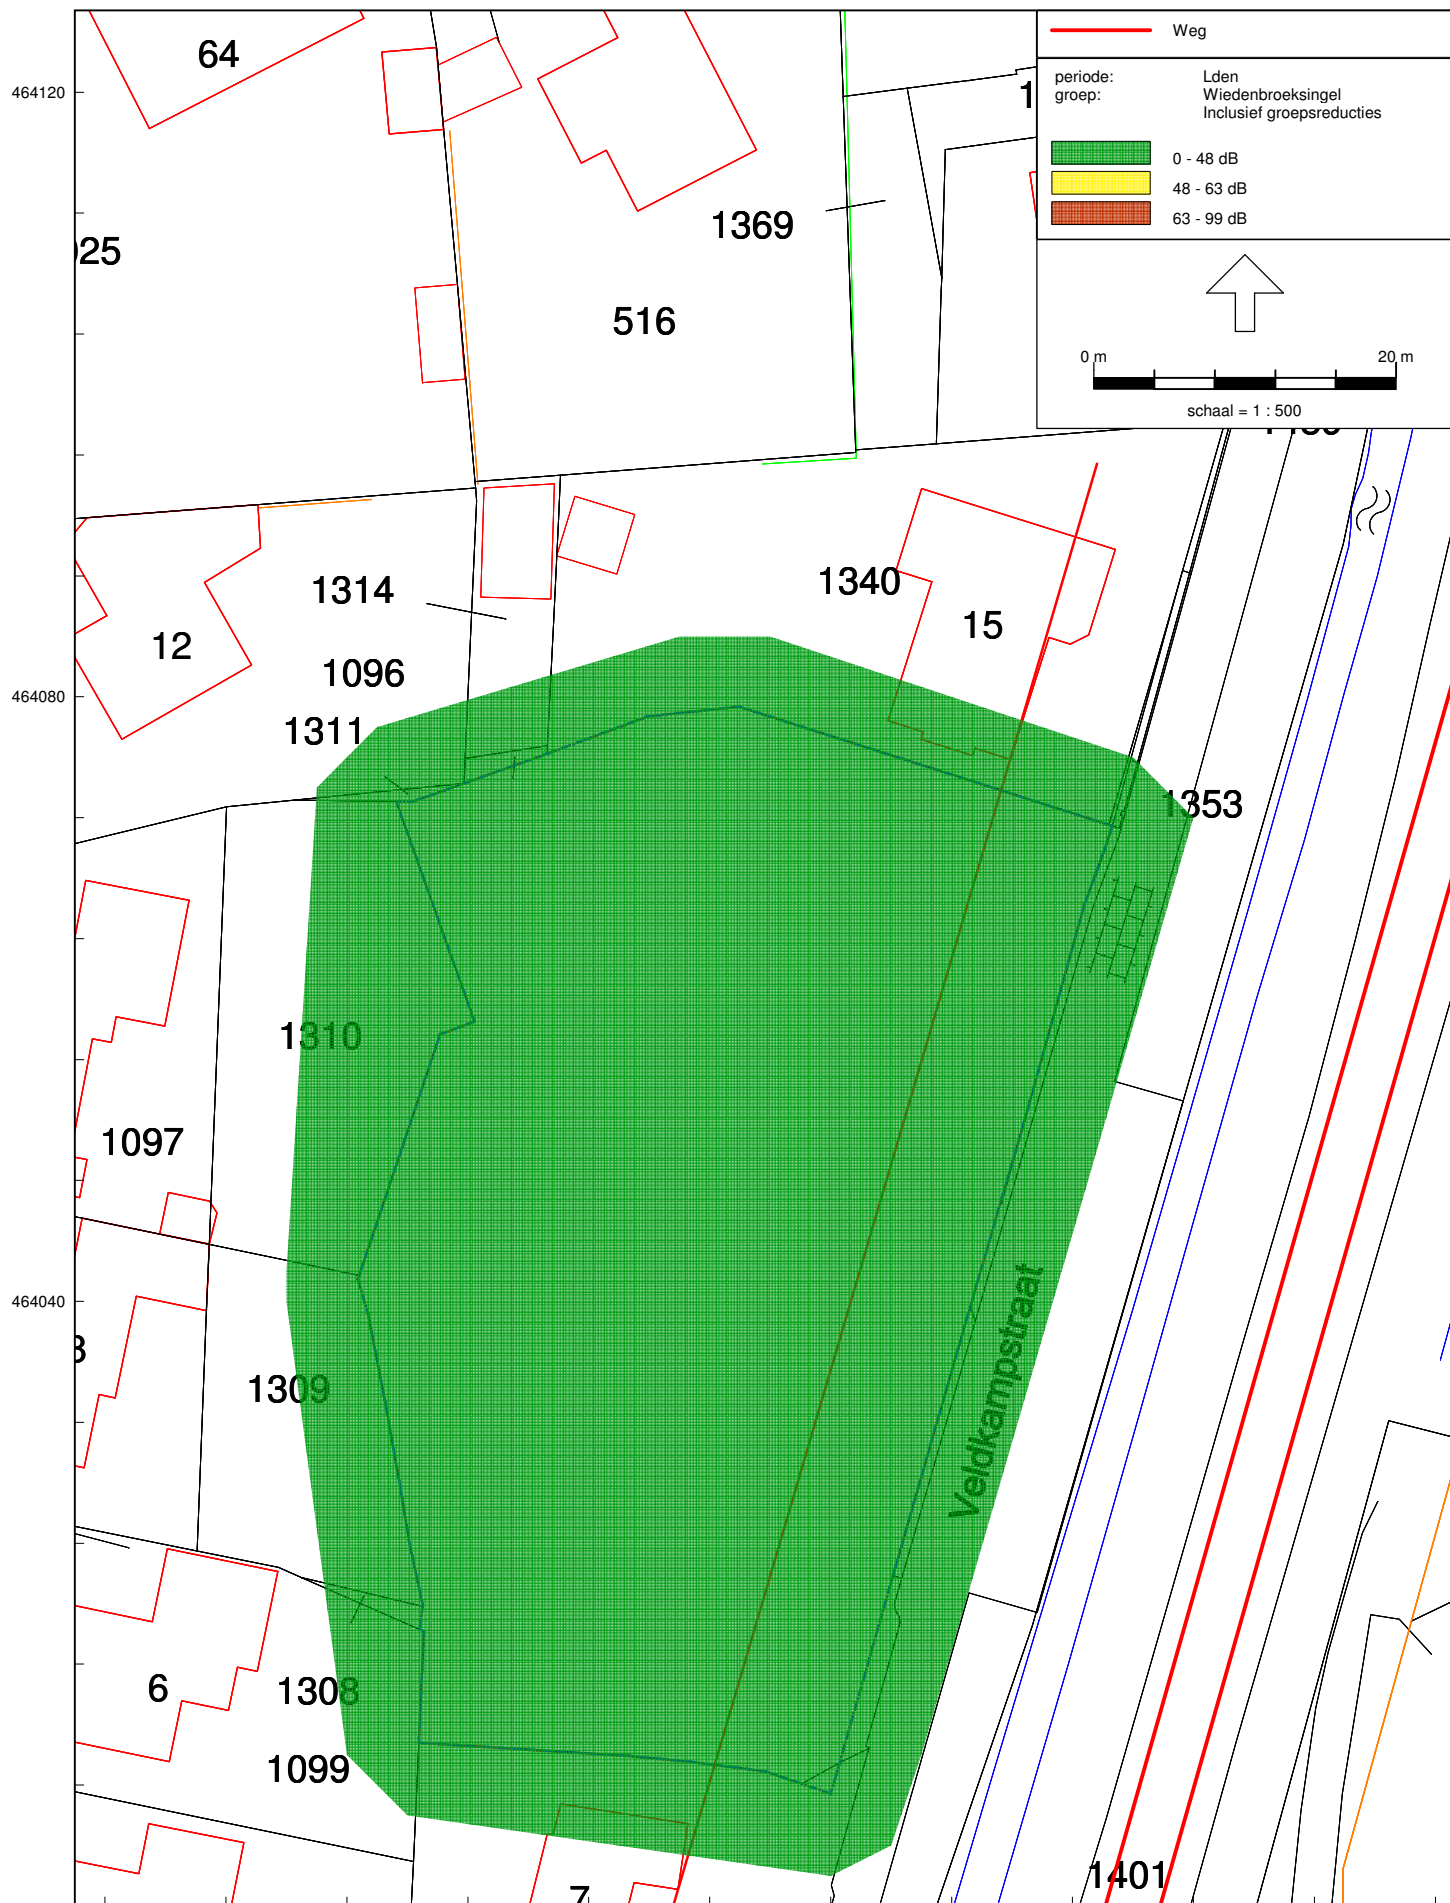 Weg
periode: Lden
groep: Wiedenbroeksingel
Inclusief groepsreducties
0 - 48 dB
48 - 63 dB
63 - 99 dB
0 m 20 m
schaal = 1 : 500
64
464120
1369
516
1314
1340
12
15
1096
464080
1311
1353
1310
1097
464040
1309
Veldkampstraat
6
1308
1099
1401
7